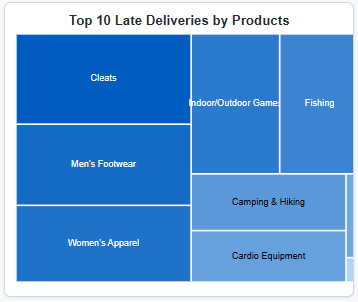 Top 10 Late Deliveries by Products
Cleats
Indoor/Outdoor Games
Fishing
Men's Footwear
Camping & Hiking
Women's Apparel
Cardio Equipment